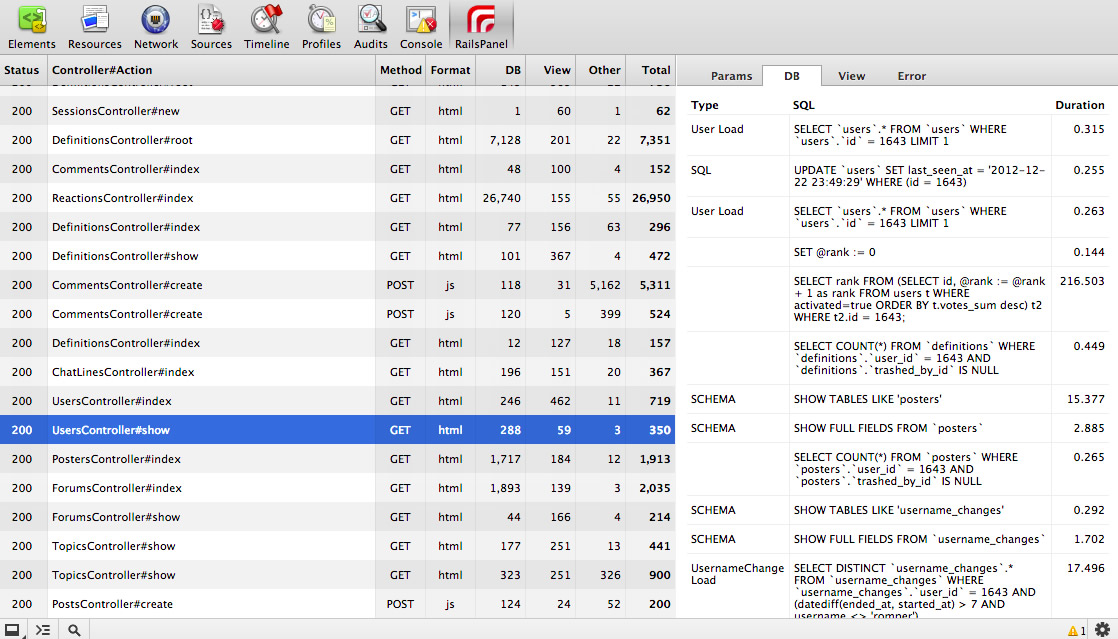 Elements Resources Network Sources Timeline Profiles Audits Console RailsPanel
Status Controller#Action Method Format DB View Other Total
200 SessionsController#new GET html 1 60 1 62
200 DefinitionsController#root GET html 7,128 201 22 7,351
200 CommentsController#index GET html 48 100 4 152
200 ReactionsController#index GET html 26,740 155 55 26,950
200 DefinitionsController#index GET html 77 156 63 296
200 DefinitionsController#show GET html 101 367 4 472
200 CommentsController#create POST js 118 31 5,162 5,311
200 CommentsController#create POST js 120 5 399 524
200 DefinitionsController#index GET html 12 127 18 157
200 ChatLinesController#index GET html 196 151 20 367
200 UsersController#index GET html 246 462 11 719
200 UsersController#show GET html 288 59 3 350
200 PostersController#index GET html 1,717 184 12 1,913
200 ForumsController#index GET html 1,893 139 3 2,035
200 ForumsController#show GET html 44 166 4 214
200 TopicsController#show GET html 177 251 13 441
200 TopicsController#show GET html 323 251 326 900
200 PostsController#create POST js 124 24 52 200
Params DB View Error
Type SQL Duration
User Load SELECT `users`.* FROM `users` WHERE 0.315
`users`.`id` = 1643 LIMIT 1
SQL UPDATE `users` SET last_seen_at = '2012-12- 0.255
22 23:49:29' WHERE (id = 1643)
User Load SELECT `users`.* FROM `users` WHERE 0.263
`users`.`id` = 1643 LIMIT 1
SET @rank := 0 0.144
SELECT rank FROM (SELECT id, @rank := @rank 216.503
+ 1 as rank FROM users t WHERE
activated=true ORDER BY t.votes_sum desc) t2
WHERE t2.id = 1643;
SELECT COUNT(*) FROM `definitions` WHERE 0.449
`definitions`.`user_id` = 1643 AND
`definitions`.`trashed_by_id` IS NULL
SCHEMA SHOW TABLES LIKE 'posters' 15.377
SCHEMA SHOW FULL FIELDS FROM `posters` 2.885
SELECT COUNT(*) FROM `posters` WHERE 0.265
`posters`.`user_id` = 1643 AND
`posters`.`trashed_by_id` IS NULL
SCHEMA SHOW TABLES LIKE 'username_changes' 0.292
SCHEMA SHOW FULL FIELDS FROM `username_changes` 1.702
UsernameChange SELECT DISTINCT `username_changes`.* 17.496
Load FROM `username_changes` WHERE
`username_changes`.`user_id` = 1643 AND
(datediff(ended_at, started_at) > 7 AND
username <> 'romper')
1